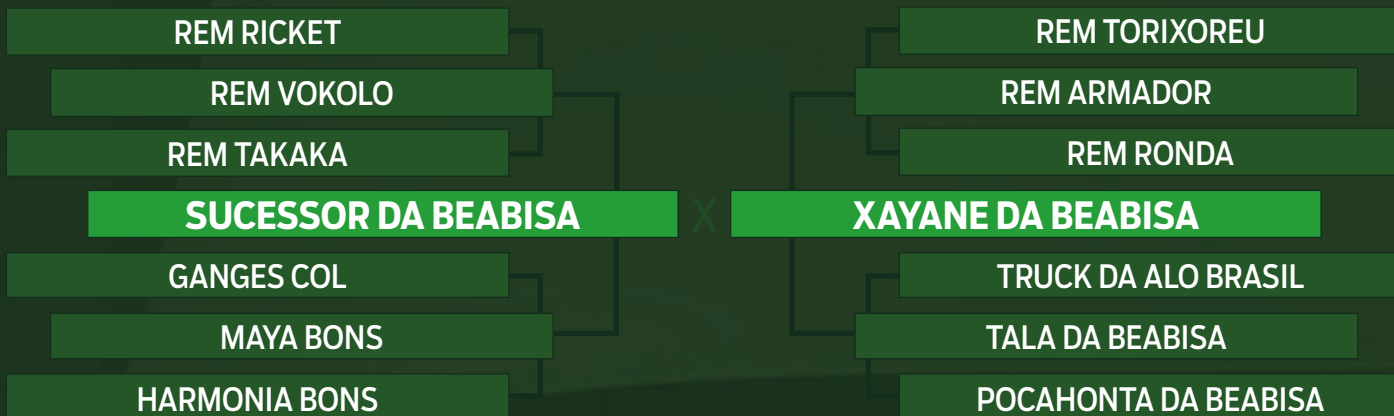 REM RICKET
REM TORIXOREU
REM VOKOLO
REM ARMADOR
REM TAKAKA
REM RONDA
SUCESSOR DA BEABISA X XAYANE DA BEABISA
GANGES COL
TRUCK DA ALO BRASIL
MAYA BONS
TALA DA BEABISA
HARMONIA BONS
POCAHONTA DA BEABISA